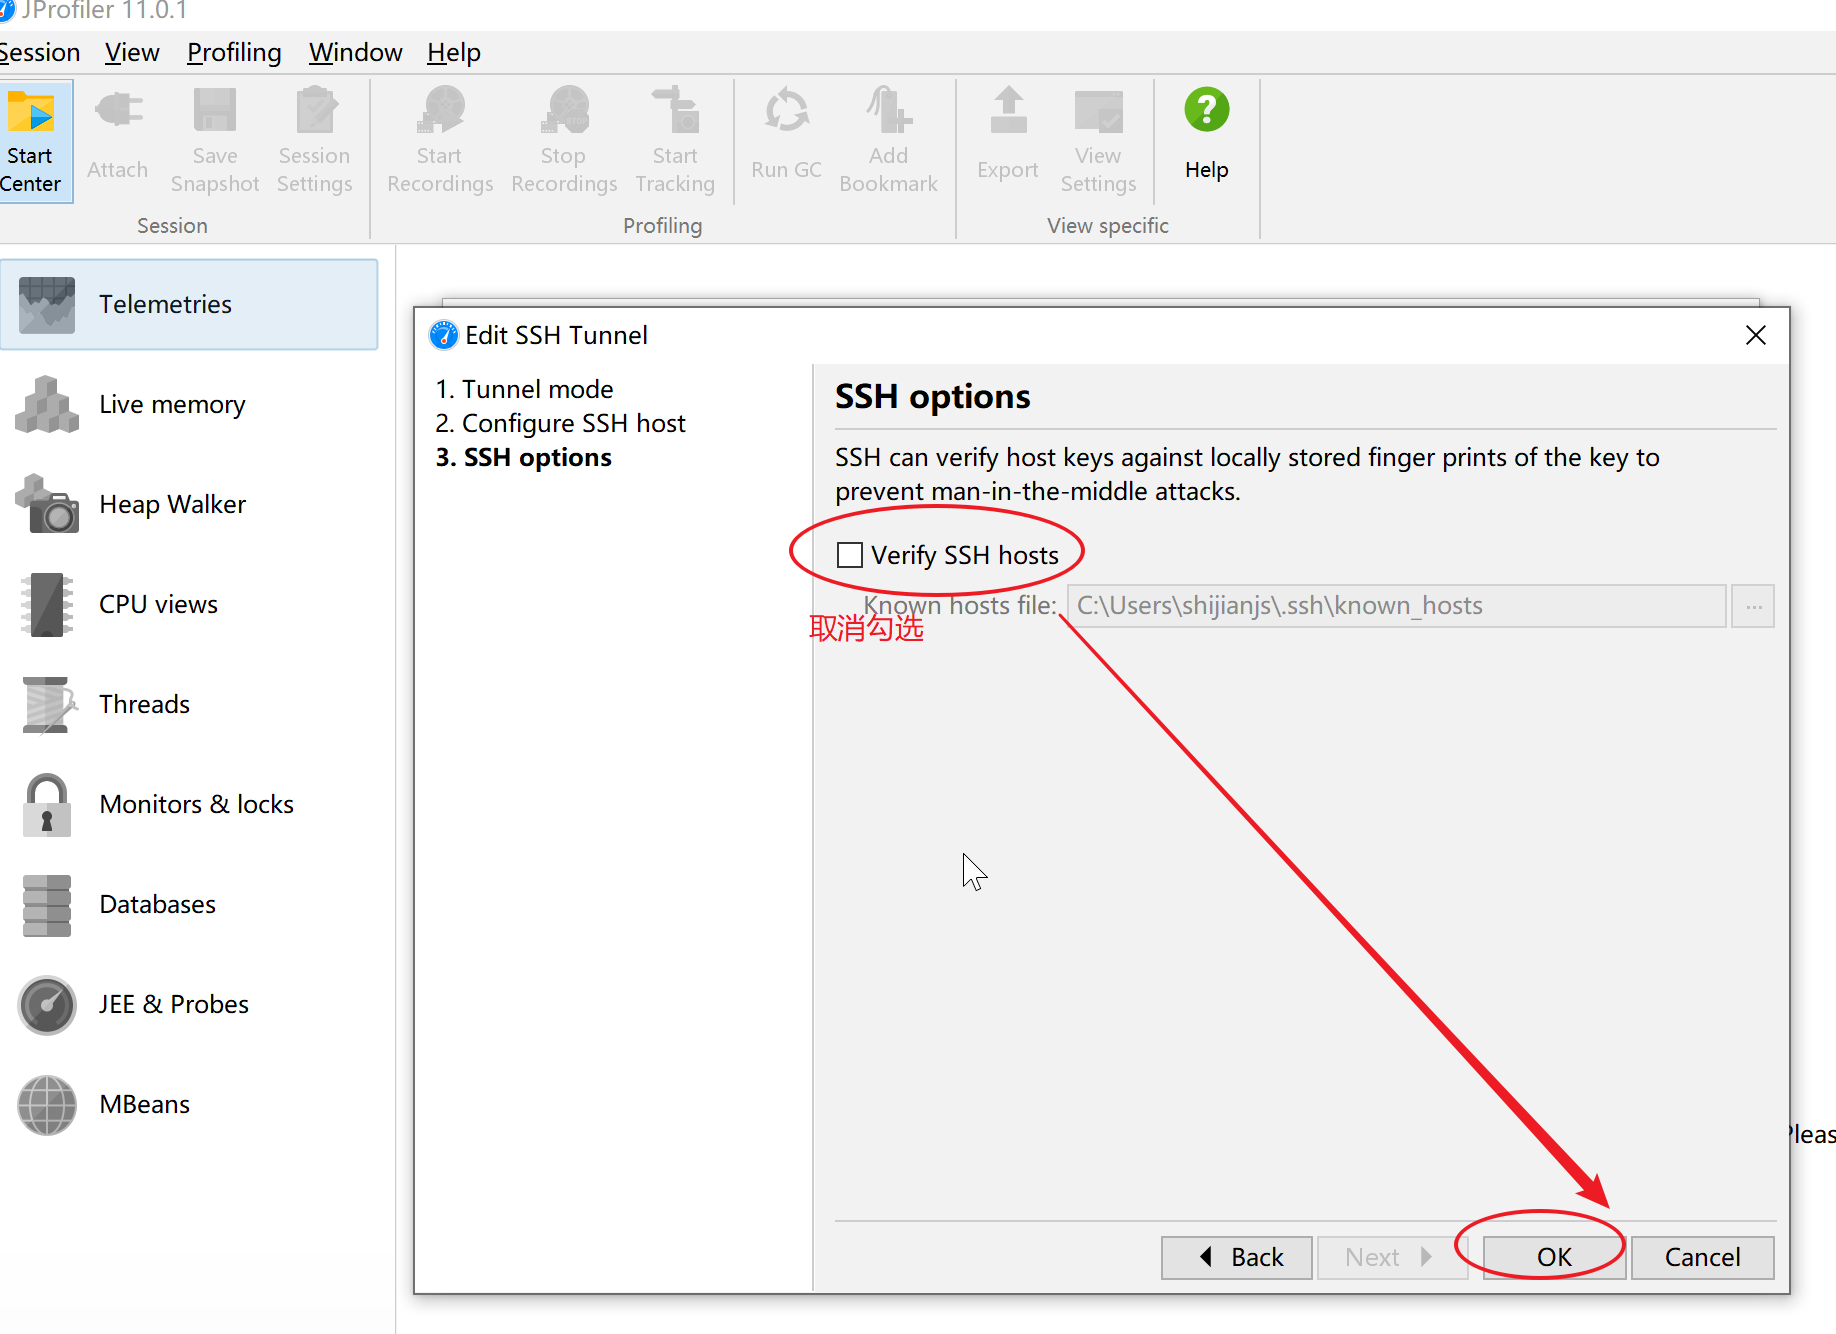 JProfiler 11.0.1
Session View Profiling Window Help
Start Center
Attach
Save Snapshot
Session Settings
Start Recordings
Stop Recordings
Start Tracking
Run GC
Add Bookmark
Export
View Settings
Help
Session
Profiling
View specific
Telemetries
Live memory
Heap Walker
CPU views
Threads
Monitors & locks
Databases
JEE & Probes
MBeans
Edit SSH Tunnel
1. Tunnel mode
2. Configure SSH host
3. SSH options
SSH options
SSH can verify host keys against locally stored finger prints of the key to
prevent man-in-the-middle attacks.
Verify SSH hosts
Known hosts file: C:\Users\shijianjs\.ssh\known_hosts ...
取消勾选
Pleas
Back Next OK Cancel